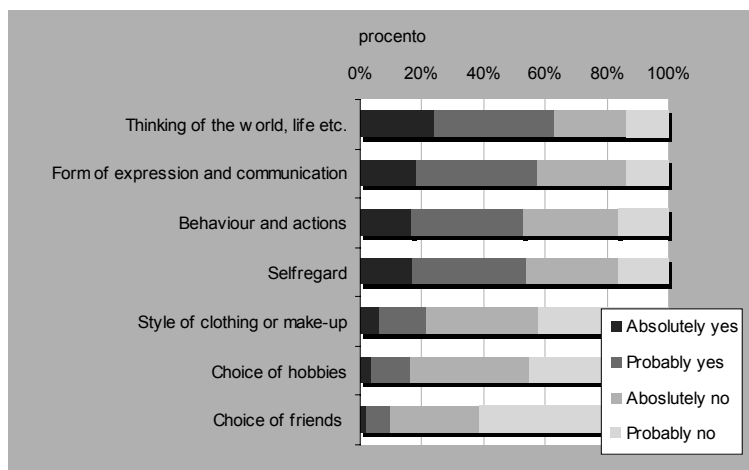 procento
0% 20% 40% 60% 80% 100%
Thinking of the world, life etc.
Form of expression and communication
Behaviour and actions
Selfregard
Style of clothing or make-up
Choice of hobbies
Choice of friends
Absolutely yes
Probably yes
Aboslutely no
Probably no